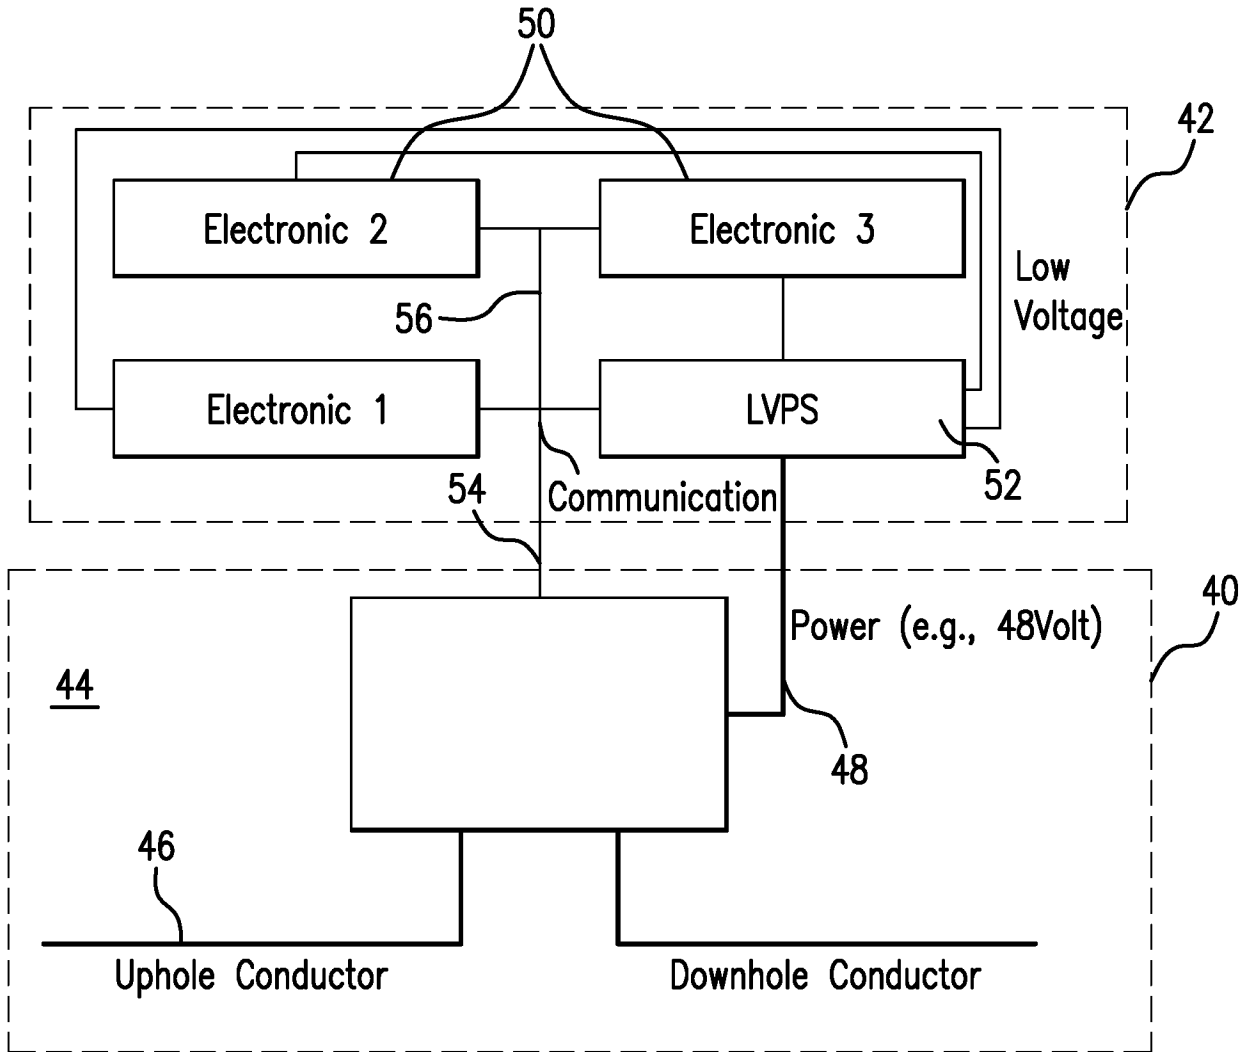 50
42
Electronic 2
Electronic 3
Low
Voltage
56
Electronic 1
LVPS
52
54
Communication
40
Power (e.g., 48Volt)
44
48
46
Uphole Conductor
Downhole Conductor